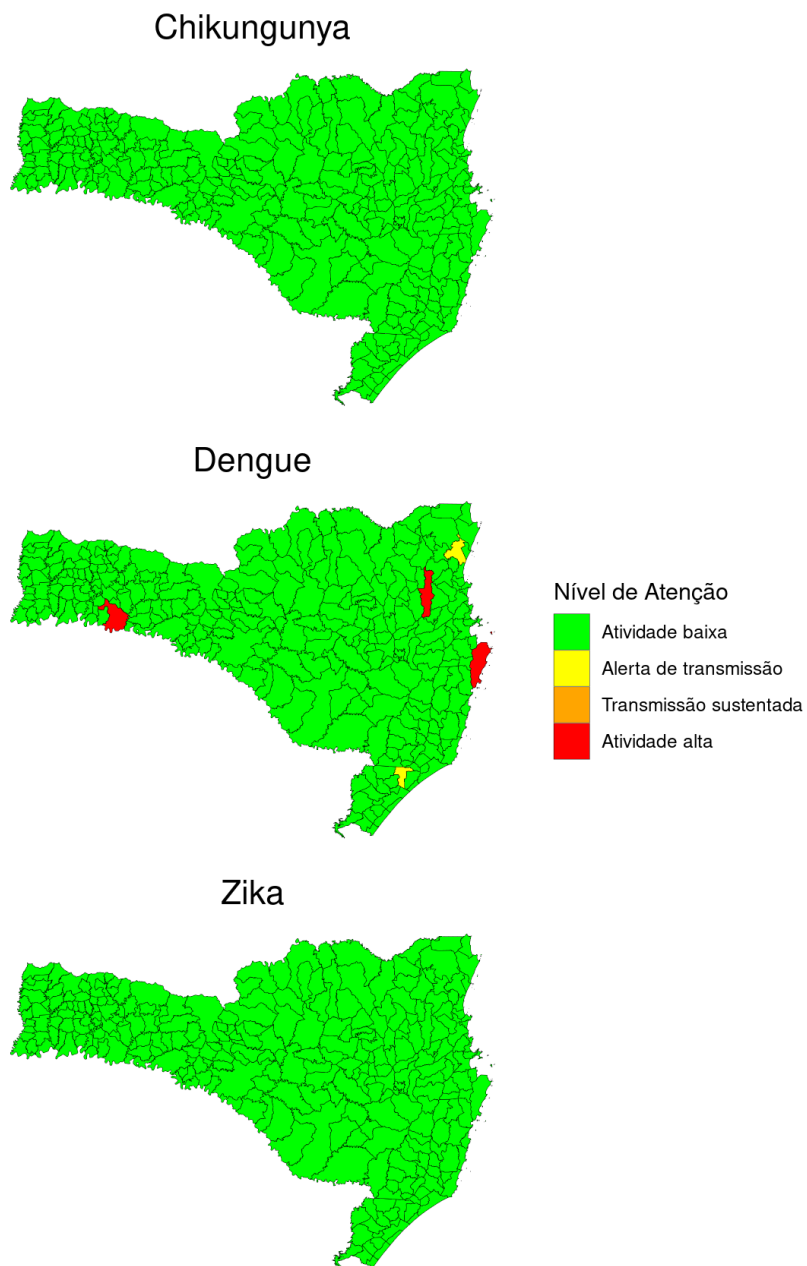 Chikungunya
Dengue
Nível de Atenção
Atividade baixa
Alerta de transmissão
Transmissão sustentada
Atividade alta
Zika